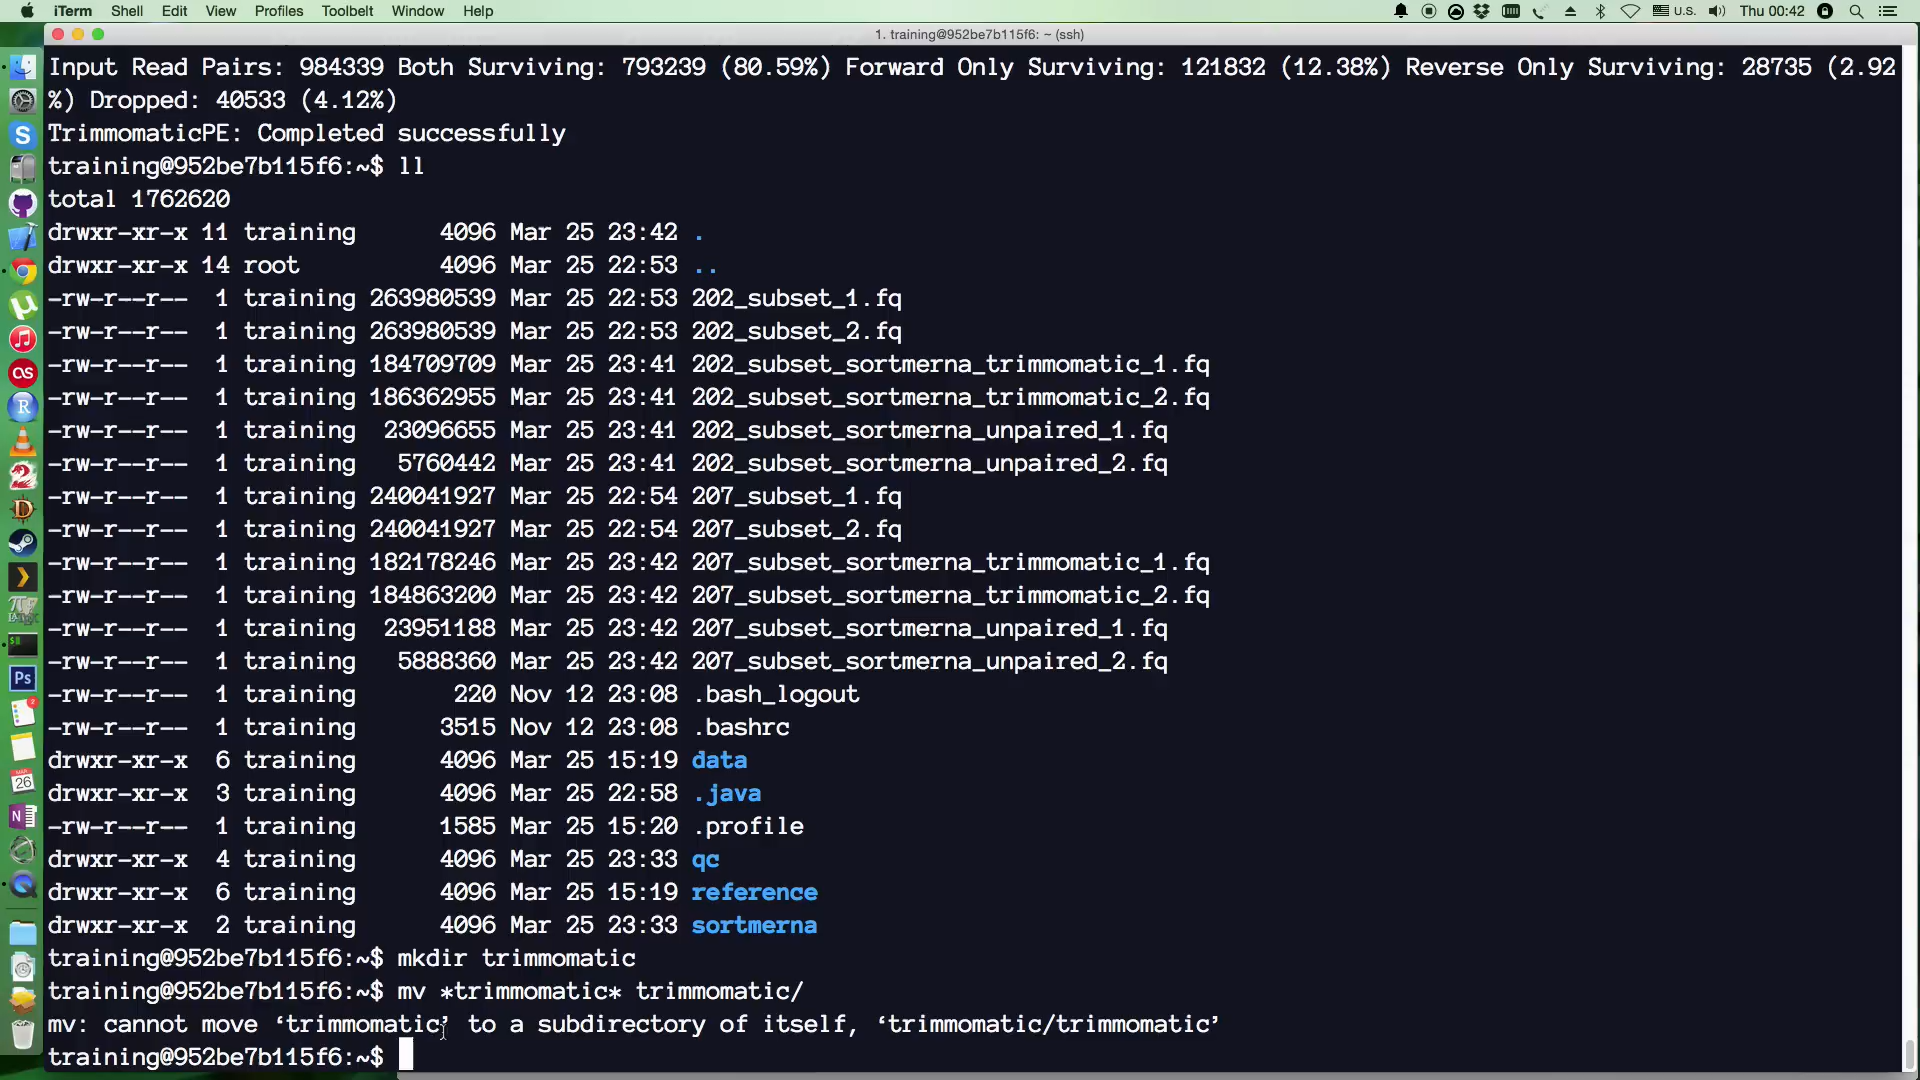 iTerm Shell Edit View Profiles Toolbelt Window Help U.S. Thu 00:42
1. training@952be7b115f6: ~ (ssh)
Input Read Pairs: 984339 Both Surviving: 793239 (80.59%) Forward Only Surviving: 121832 (12.38%) Reverse Only Surviving: 28735 (2.92
%) Dropped: 40533 (4.12%)
TrimmomaticPE: Completed successfully
training@952be7b115f6:~$ ll
total 1762620
drwxr-xr-x 11 training 4096 Mar 25 23:42 .
drwxr-xr-x 14 root 4096 Mar 25 22:53 ..
-rw-r--r-- 1 training 263980539 Mar 25 22:53 202_subset_1.fq
-rw-r--r-- 1 training 263980539 Mar 25 22:53 202_subset_2.fq
-rw-r--r-- 1 training 184709709 Mar 25 23:41 202_subset_sortmerna_trimmomatic_1.fq
-rw-r--r-- 1 training 186362955 Mar 25 23:41 202_subset_sortmerna_trimmomatic_2.fq
-rw-r--r-- 1 training 23096655 Mar 25 23:41 202_subset_sortmerna_unpaired_1.fq
-rw-r--r-- 1 training 5760442 Mar 25 23:41 202_subset_sortmerna_unpaired_2.fq
-rw-r--r-- 1 training 240041927 Mar 25 22:54 207_subset_1.fq
-rw-r--r-- 1 training 240041927 Mar 25 22:54 207_subset_2.fq
-rw-r--r-- 1 training 182178246 Mar 25 23:42 207_subset_sortmerna_trimmomatic_1.fq
-rw-r--r-- 1 training 184863200 Mar 25 23:42 207_subset_sortmerna_trimmomatic_2.fq
-rw-r--r-- 1 training 23951188 Mar 25 23:42 207_subset_sortmerna_unpaired_1.fq
-rw-r--r-- 1 training 5888360 Mar 25 23:42 207_subset_sortmerna_unpaired_2.fq
-rw-r--r-- 1 training 220 Nov 12 23:08 .bash_logout
-rw-r--r-- 1 training 3515 Nov 12 23:08 .bashrc
drwxr-xr-x 6 training 4096 Mar 25 15:19 data
drwxr-xr-x 3 training 4096 Mar 25 22:58 .java
-rw-r--r-- 1 training 1585 Mar 25 15:20 .profile
drwxr-xr-x 4 training 4096 Mar 25 23:33 qc
drwxr-xr-x 6 training 4096 Mar 25 15:19 reference
drwxr-xr-x 2 training 4096 Mar 25 23:33 sortmerna
training@952be7b115f6:~$ mkdir trimmomatic
training@952be7b115f6:~$ mv *trimmomatic* trimmomatic/
mv: cannot move ‘trimmomatic’ to a subdirectory of itself, ‘trimmomatic/trimmomatic’
training@952be7b115f6:~$